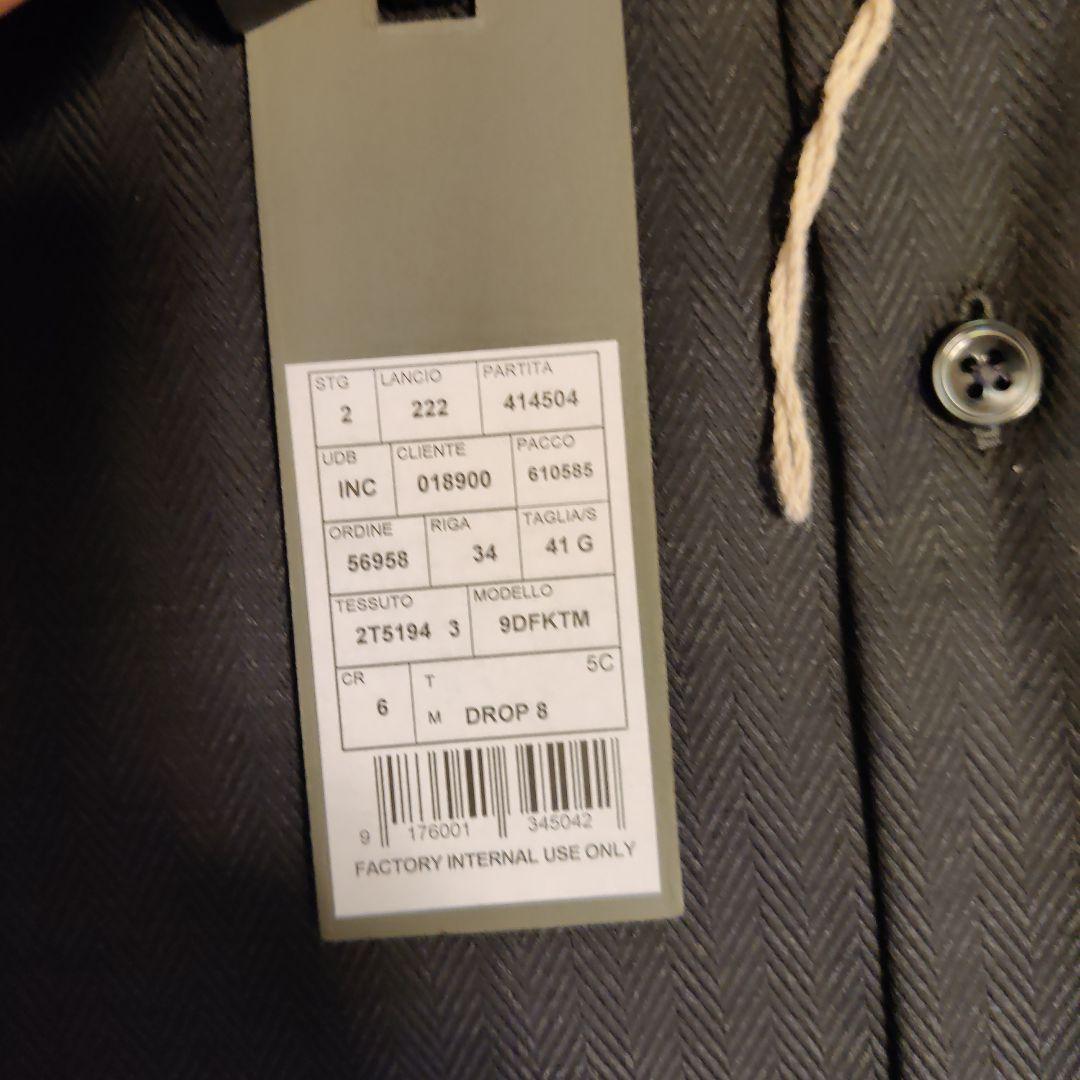 STG LANCIO PARTITA
2 222 414504
UDB CLIENTE PACCO
INC 018900 610585
ORDINE RIGA TAGLIA/S
56958 34 41 G
TESSUTO MODELLO
2T5194 3 9DFKTM
CR T 5C
6 M DROP 8
9 176001 345042
FACTORY INTERNAL USE ONLY